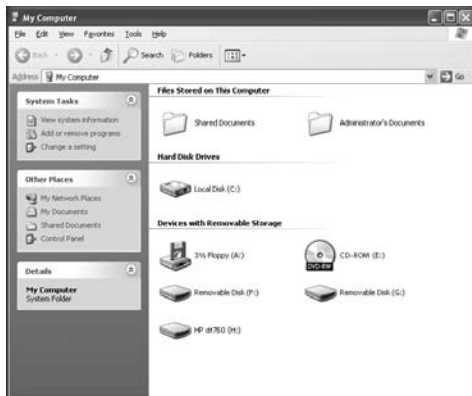 My Computer
File Edit View Favorites Tools Help
Back Search Folders
Address My Computer Go
System Tasks
View system information
Add or remove programs
Change a setting
Other Places
My Network Places
My Documents
Shared Documents
Control Panel
Details
My Computer
System Folder
Files Stored on This Computer
Shared Documents Administrator's Documents
Hard Disk Drives
Local Disk (C:)
Devices with Removable Storage
3½ Floppy (A:) DVD-RW CD-ROM (E:)
Removable Disk (F:) Removable Disk (G:)
HP dt760 (H:)